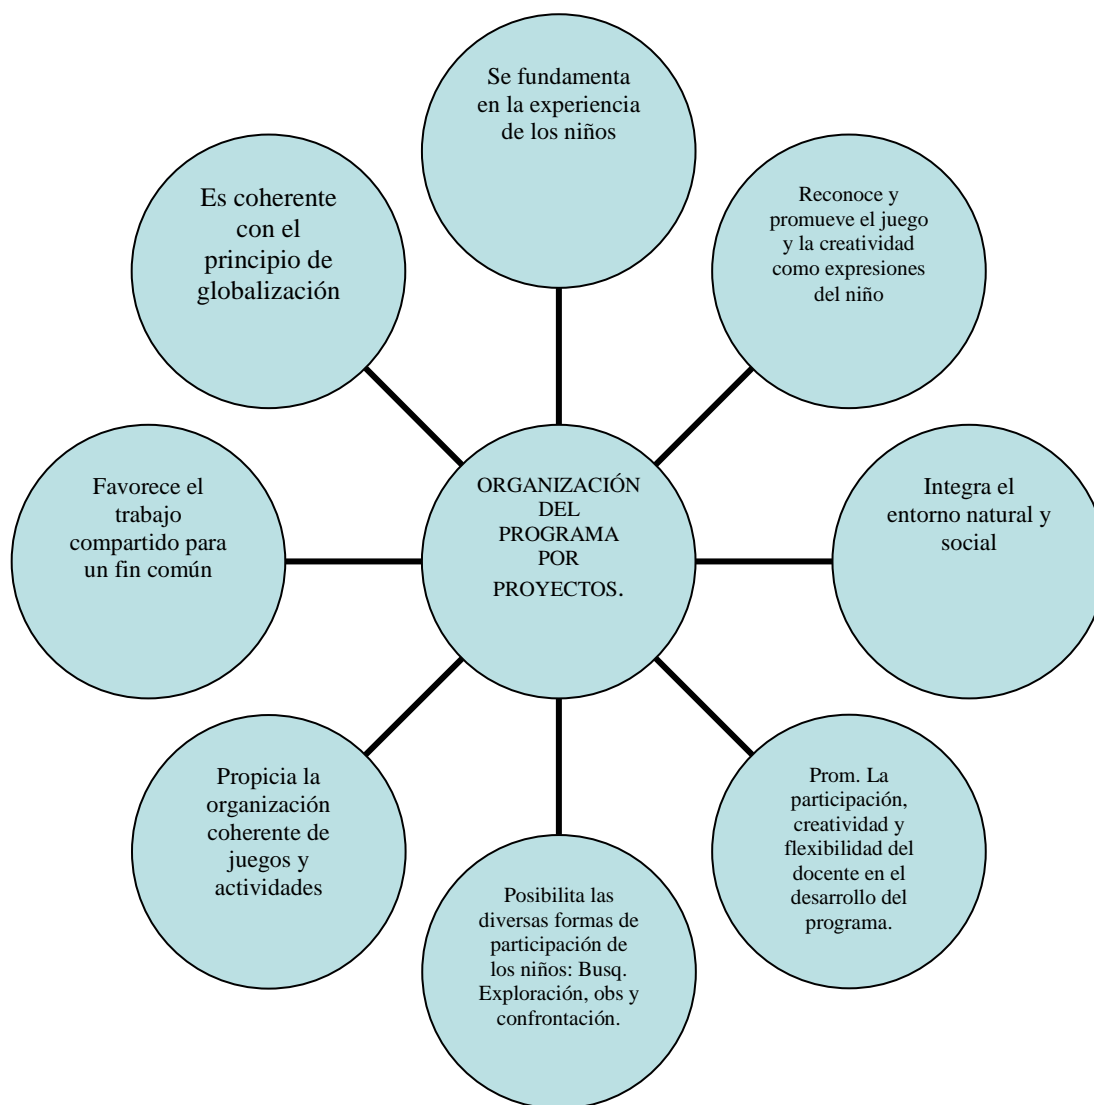 Se fundamenta
en la experiencia
de los niños
Reconoce y
promueve el juego
y la creatividad
como expresiones
del niño
Integra el
entorno natural y
social
Prom. La
participación,
creatividad y
flexibilidad del
docente en el
desarrollo del
programa.
Posibilita las
diversas formas de
participación de
los niños: Busq.
Exploración, obs y
confrontación.
Propicia la
organización
coherente de
juegos y
actividades
Favorece el
trabajo
compartido para
un fin común
Es coherente
con el
principio de
globalización
ORGANIZACIÓN
DEL
PROGRAMA
POR
PROYECTOS.